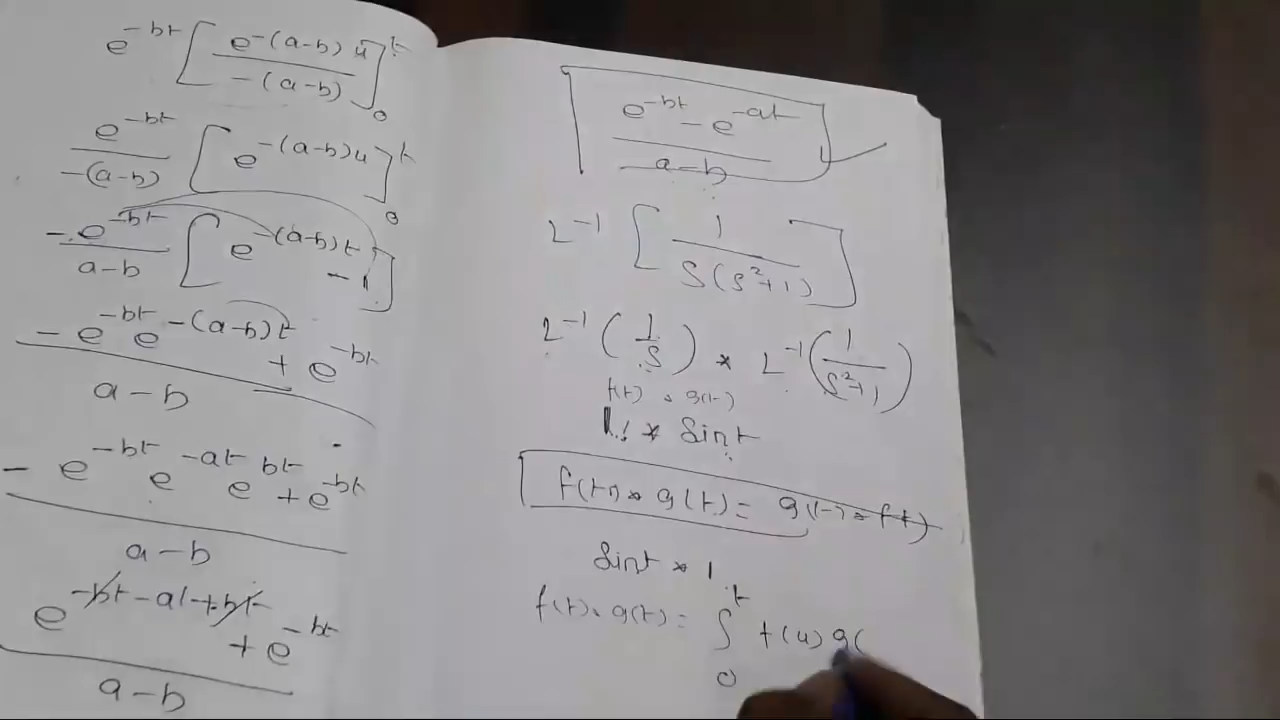 e^{-bt} [ e^{-(a-b)u} / -(a-b) ]_0^t
e^{-bt} / -(a-b) [ e^{-(a-b)u} ]_0^t
- e^{-bt} / a-b [ e^{-(a-b)t} - 1 ]
- e^{-bt} e^{-(a-b)t} + e^{-bt}
a-b
- e^{-bt} e^{-at} e^{bt} + e^{-bt}
a-b
e^{-bt-at+bt} + e^{-bt}
a-b
e^{-bt} - e^{-at}
a-b
L^{-1} [ 1 / S(S^2+1) ]
L^{-1} ( 1 / S ) * L^{-1} ( 1 / S^2+1 )
f(t) * g(t)
1 * Sint
f(t) * g(t) = g(t) * f(t)
Sint * 1
f(t) * g(t) = ∫_0^t f(u) g(